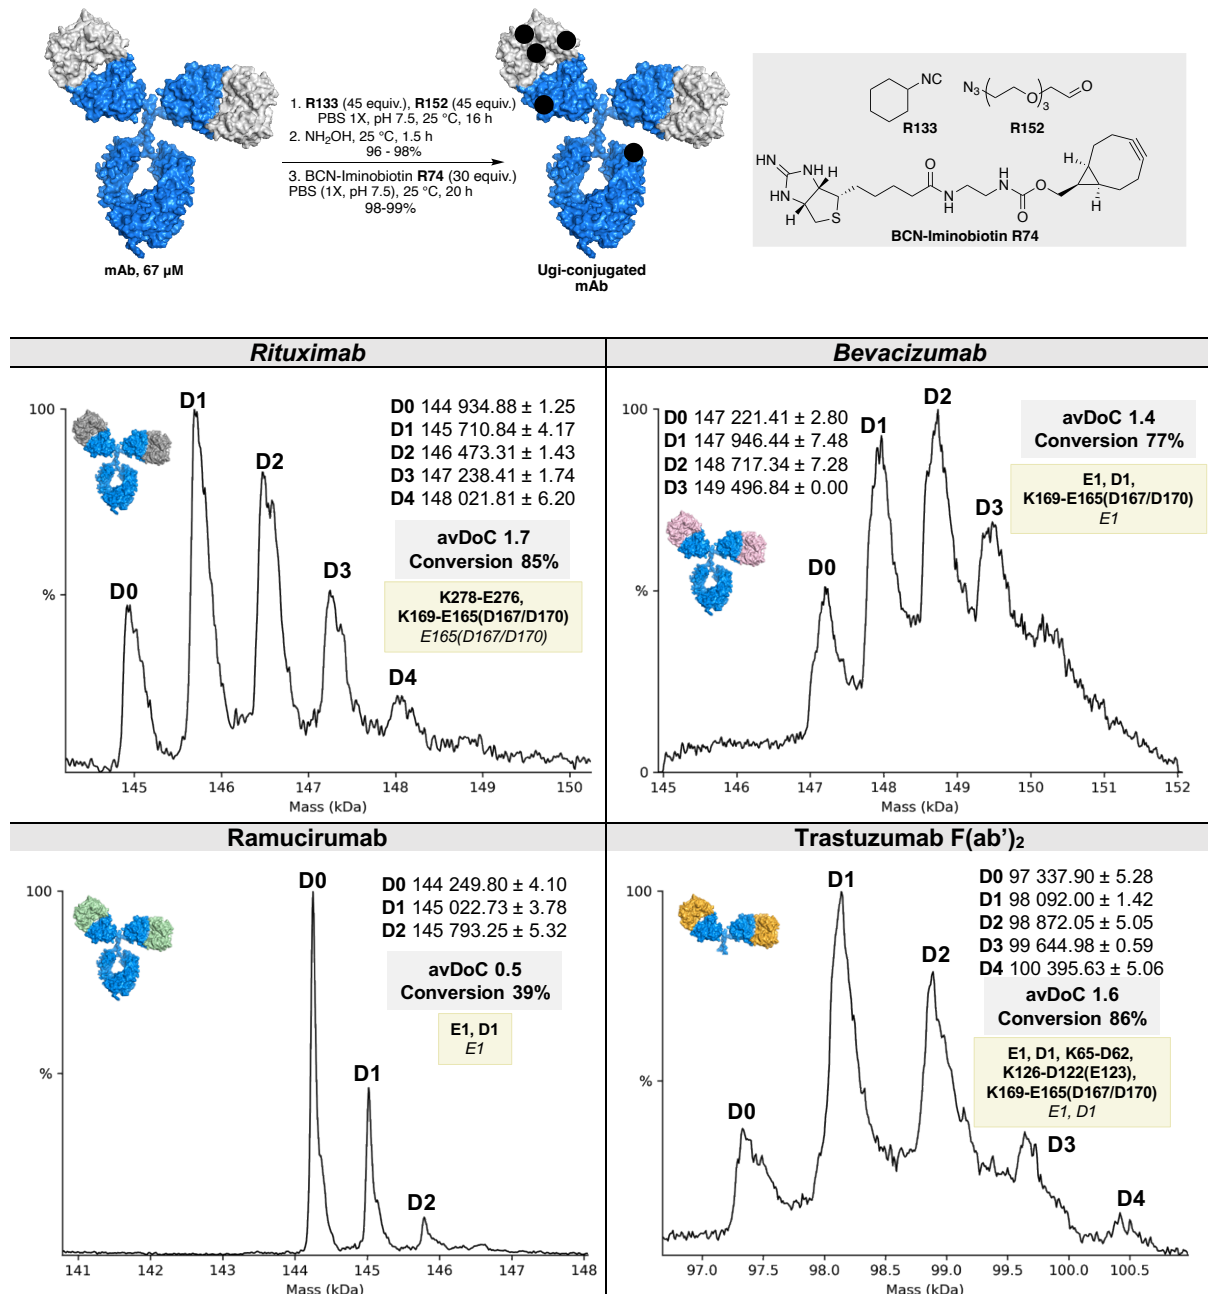 1. R133 (45 equiv.), R152 (45 equiv.)
PBS 1X, pH 7.5, 25 °C, 16 h
2. NH2OH, 25 °C, 1.5 h
96 - 98%
3. BCN-Iminobiotin R74 (30 equiv.)
PBS (1X, pH 7.5), 25 °C, 20 h
98-99%
mAb, 67 µM
Ugi-conjugated
mAb
NC
R133
N3
O
3
O
R152
HN
NH
HN
H
H
S
O
N
H
H
N
O
O
H
H
BCN-Iminobiotin R74
Rituximab
100
%
D0
D1
D2
D3
D4
D0 144 934.88 ± 1.25
D1 145 710.84 ± 4.17
D2 146 473.31 ± 1.43
D3 147 238.41 ± 1.74
D4 148 021.81 ± 6.20
avDoC 1.7
Conversion 85%
K278-E276,
K169-E165(D167/D170)
E165(D167/D170)
145 146 147 148 149 150
Mass (kDa)
Bevacizumab
100
%
0
D0
D1
D2
D3
D0 147 221.41 ± 2.80
D1 147 946.44 ± 7.48
D2 148 717.34 ± 7.28
D3 149 496.84 ± 0.00
avDoC 1.4
Conversion 77%
E1, D1,
K169-E165(D167/D170)
E1
145 146 147 148 149 150 151 152
Mass (kDa)
Ramucirumab
100
%
D0
D1
D2
D0 144 249.80 ± 4.10
D1 145 022.73 ± 3.78
D2 145 793.25 ± 5.32
avDoC 0.5
Conversion 39%
E1, D1
E1
141 142 143 144 145 146 147 148
Mass (kDa)
Trastuzumab F(ab')2
100
%
D0
D1
D2
D3
D4
D0 97 337.90 ± 5.28
D1 98 092.00 ± 1.42
D2 98 872.05 ± 5.05
D3 99 644.98 ± 0.59
D4 100 395.63 ± 5.06
avDoC 1.6
Conversion 86%
E1, D1, K65-D62,
K126-D122(E123),
K169-E165(D167/D170)
E1, D1
97.0 97.5 98.0 98.5 99.0 99.5 100.0 100.5
Mass (kDa)